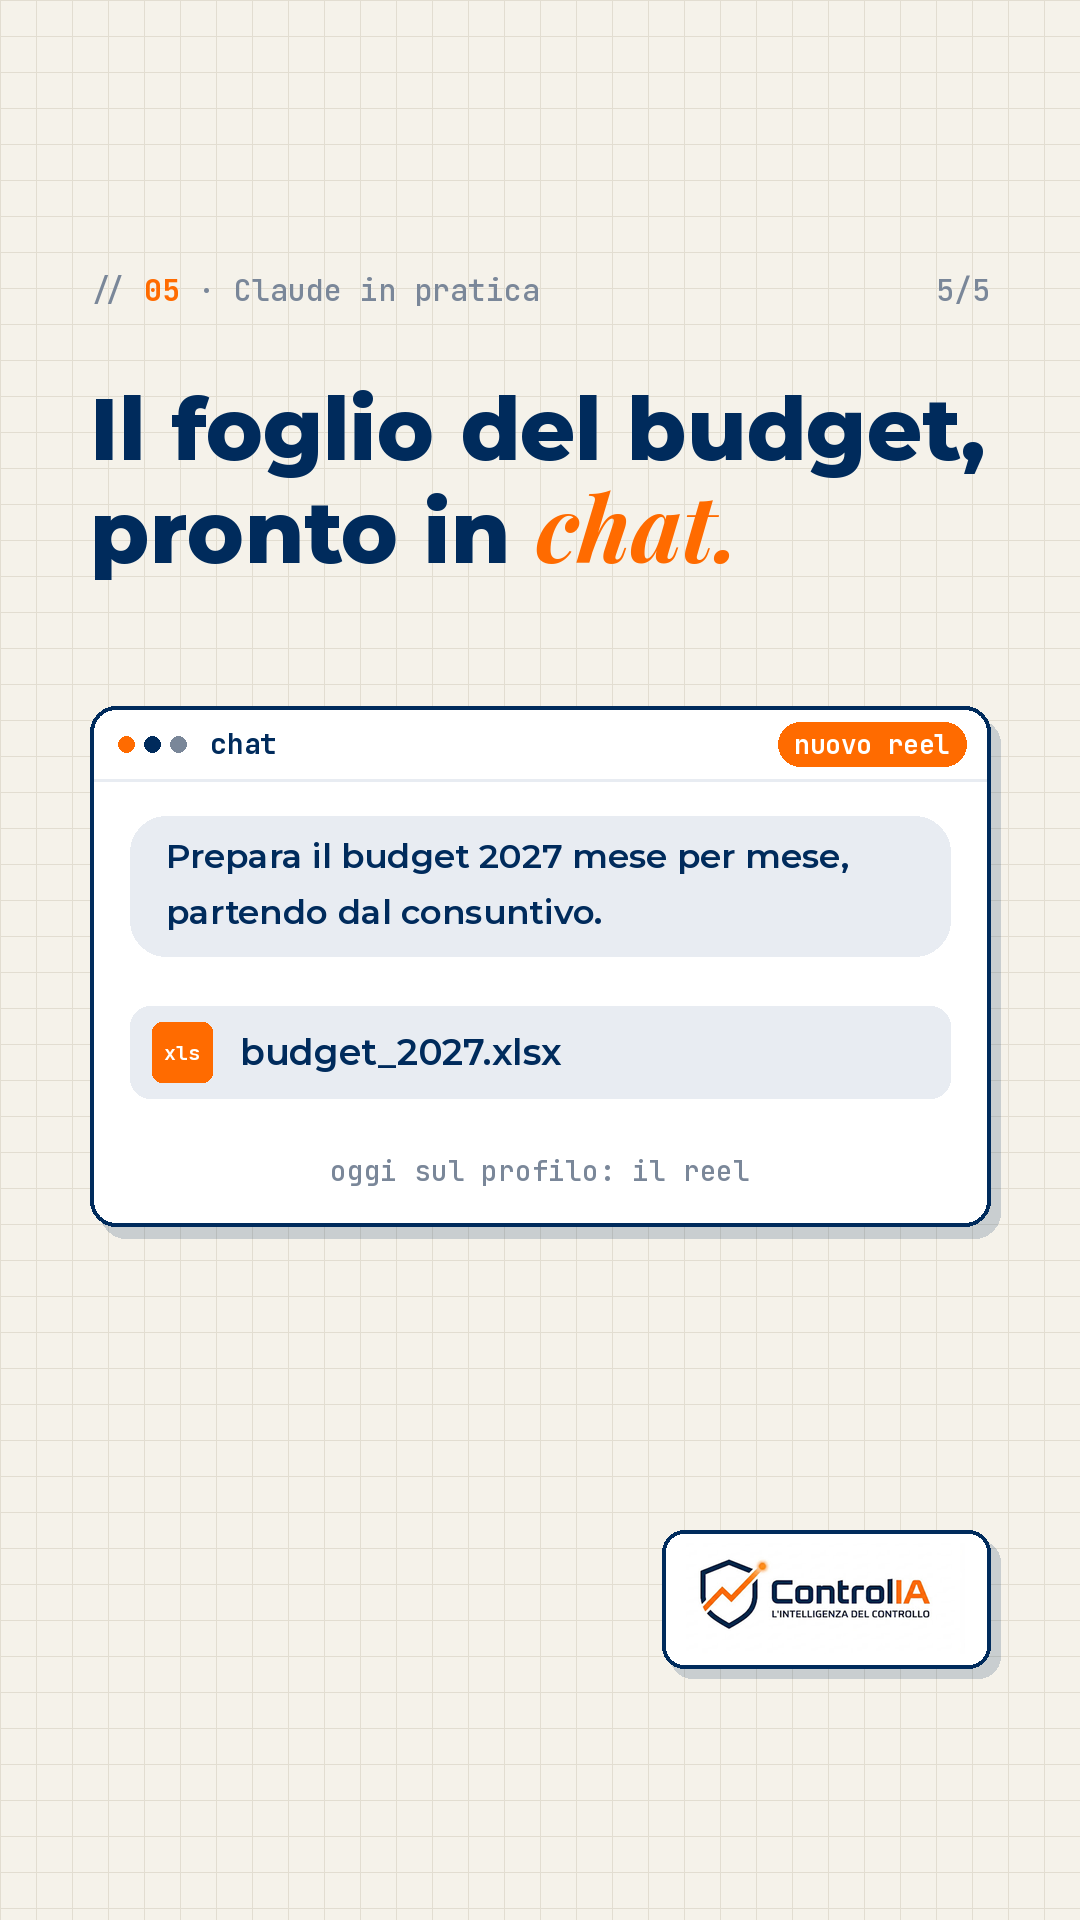 // 05 · Claude in pratica
5/5
Il foglio del budget,
pronto in chat.
chat
nuovo reel
Prepara il budget 2027 mese per mese,
partendo dal consuntivo.
xls
budget_2027.xlsx
oggi sul profilo: il reel
ControlIA
L'INTELLIGENZA DEL CONTROLLO